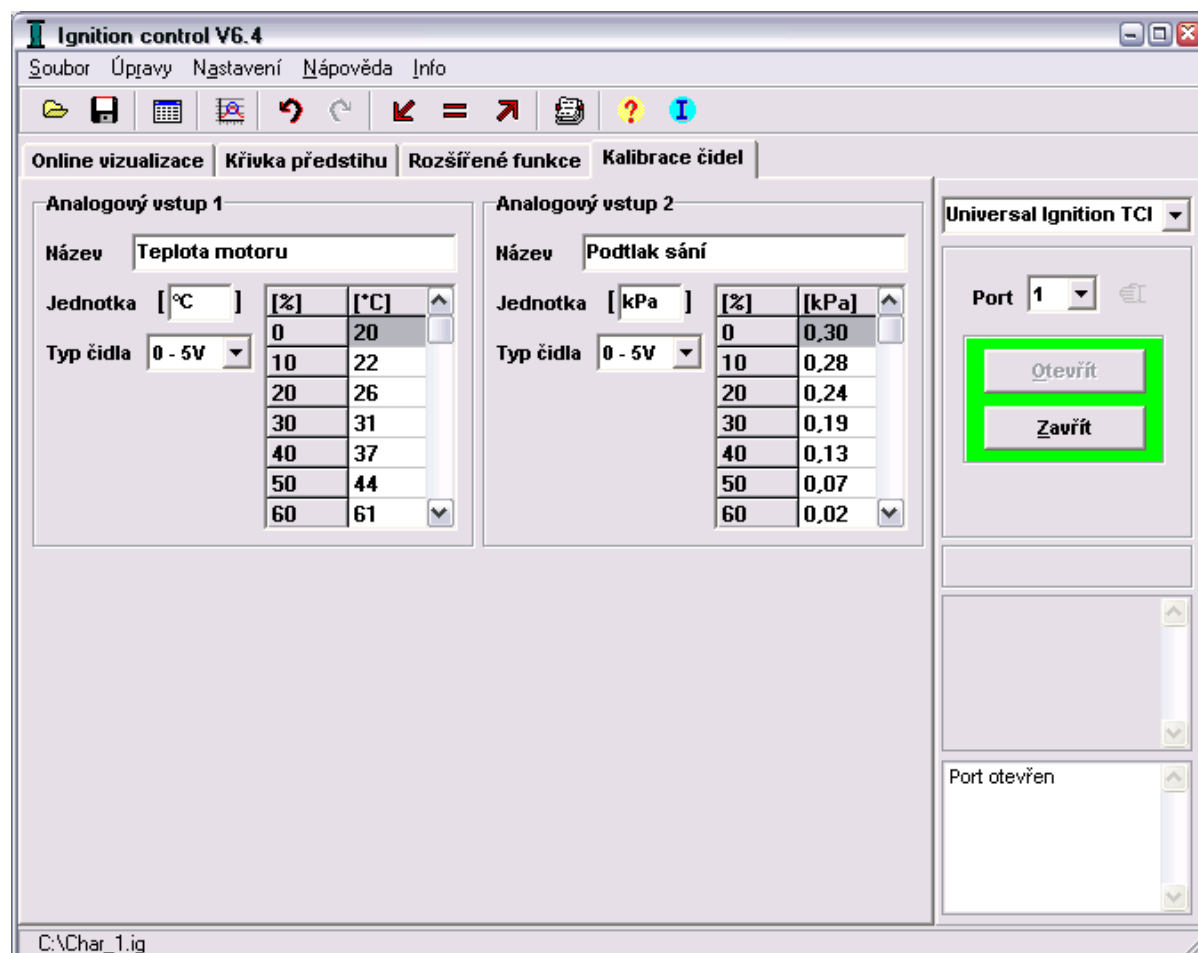 Ignition control V6.4
Soubor Úpravy Nastavení Nápověda Info
Online vizualizace Křivka předstihu Rozšířené funkce Kalibrace čidel
Analogový vstup 1
Název Teplota motoru
Jednotka [ °C ]
Typ čidla 0 - 5V
[%] [°C]
0 20
10 22
20 26
30 31
40 37
50 44
60 61
Analogový vstup 2
Název Podtlak sání
Jednotka [ kPa ]
Typ čidla 0 - 5V
[%] [kPa]
0 0,30
10 0,28
20 0,24
30 0,19
40 0,13
50 0,07
60 0,02
Universal Ignition TCI
Port 1
Otevřít
Zavřít
Port otevřen
C:\Char_1.ig